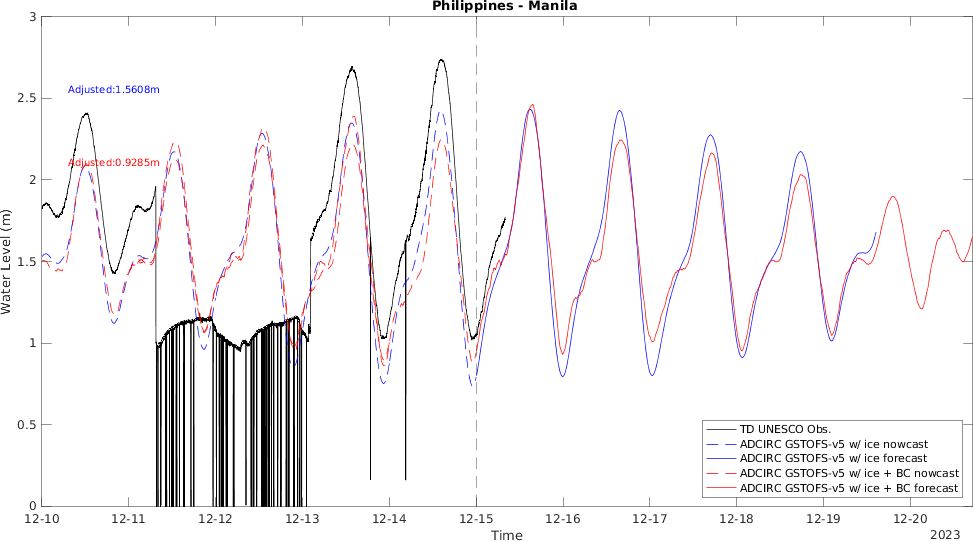 Philippines - Manila
3
2.5
2
1.5
1
0.5
0
Water Level (m)
Adjusted:1.5608m
Adjusted:0.9285m
TD UNESCO Obs.
ADCIRC GSTOFS-v5 w/ ice nowcast
ADCIRC GSTOFS-v5 w/ ice forecast
ADCIRC GSTOFS-v5 w/ ice + BC nowcast
ADCIRC GSTOFS-v5 w/ ice + BC forecast
12-10 12-11 12-12 12-13 12-14 12-15 12-16 12-17 12-18 12-19 12-20
Time
2023